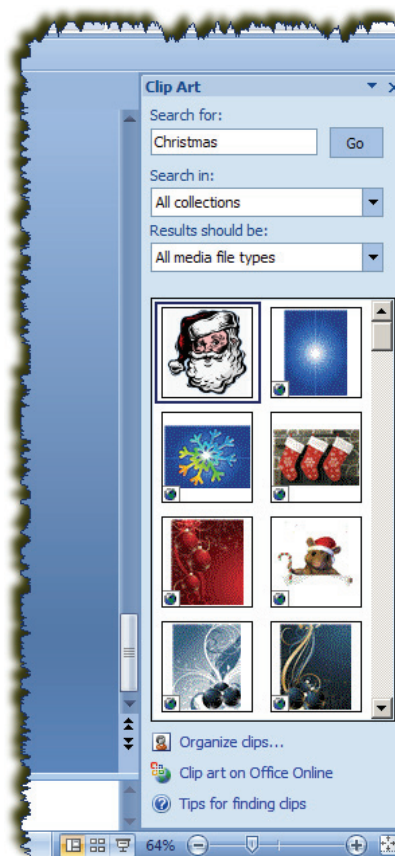 Clip Art
Search for:
Christmas
Go
Search in:
All collections
Results should be:
All media file types
Organize clips...
Clip art on Office Online
Tips for finding clips
64%